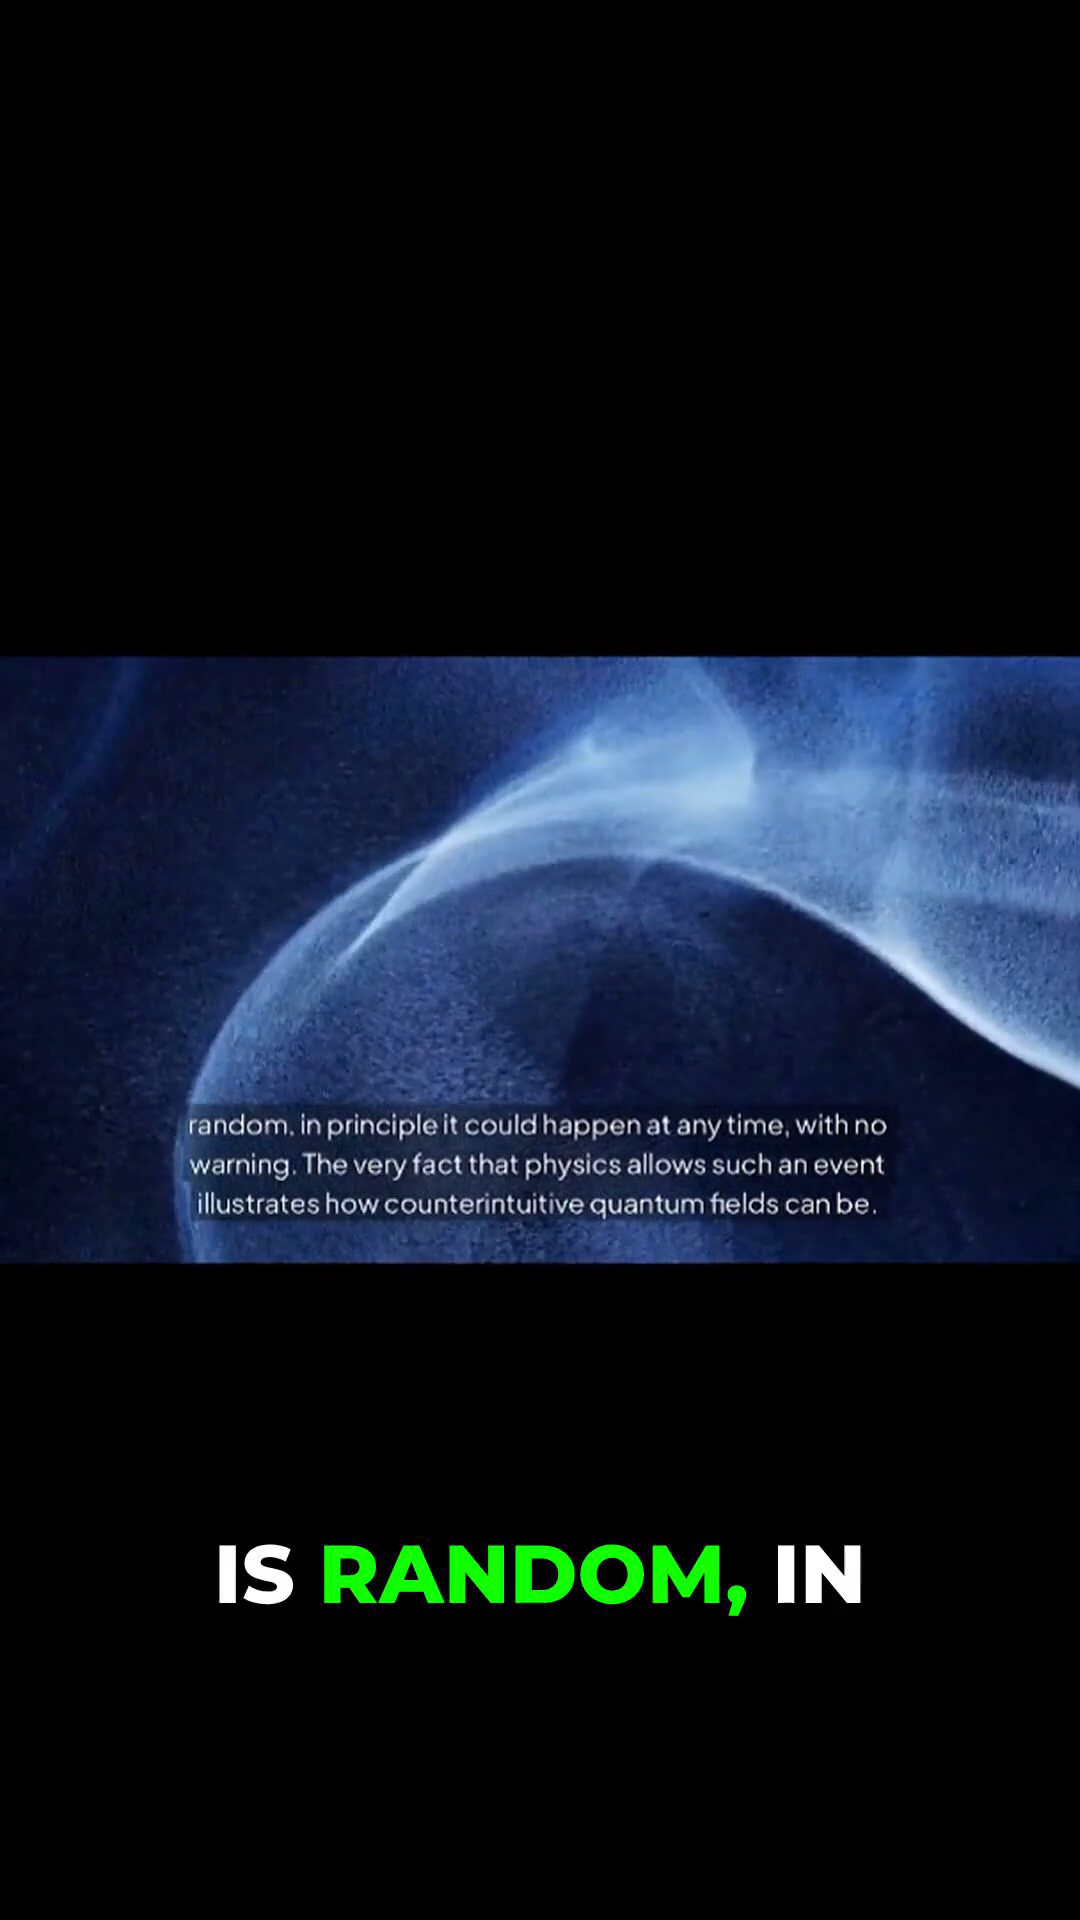 random, in principle it could happen at any time, with no
warning. The very fact that physics allows such an event
illustrates how counterintuitive quantum fields can be.
IS RANDOM, IN